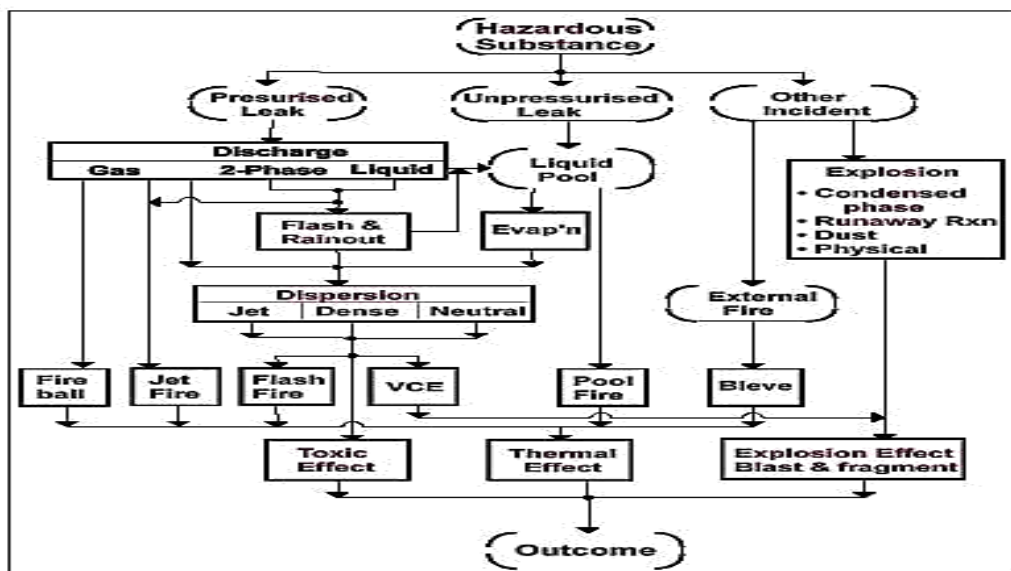 Hazardous
Substance
Presurised
Leak
Unpressurised
Leak
Other
Incident
Discharge
Gas 2-Phase Liquid
Liquid
Pool
Explosion
• Condensed
phase
• Runaway Rxn
• Dust
• Physical
Flash &
Rainout
Evap'n
Dispersion
Jet Dense Neutral
External
Fire
Fire
ball
Jet
Fire
Flash
Fire
VCE
Pool
Fire
Bleve
Toxic
Effect
Thermal
Effect
Explosion Effect
Blast & fragment
Outcome